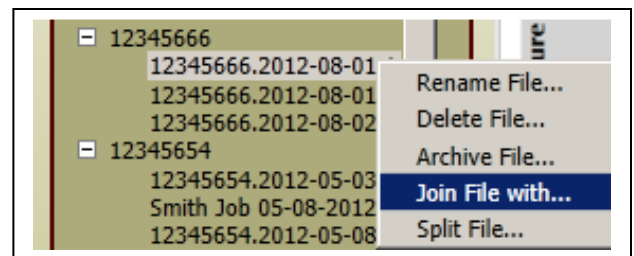 12345666
12345666.2012-08-01
12345666.2012-08-01
12345666.2012-08-02
12345654
12345654.2012-05-03
Smith Job 05-08-2012
12345654.2012-05-08
Rename File...
Delete File...
Archive File...
Join File with...
Split File...
ure